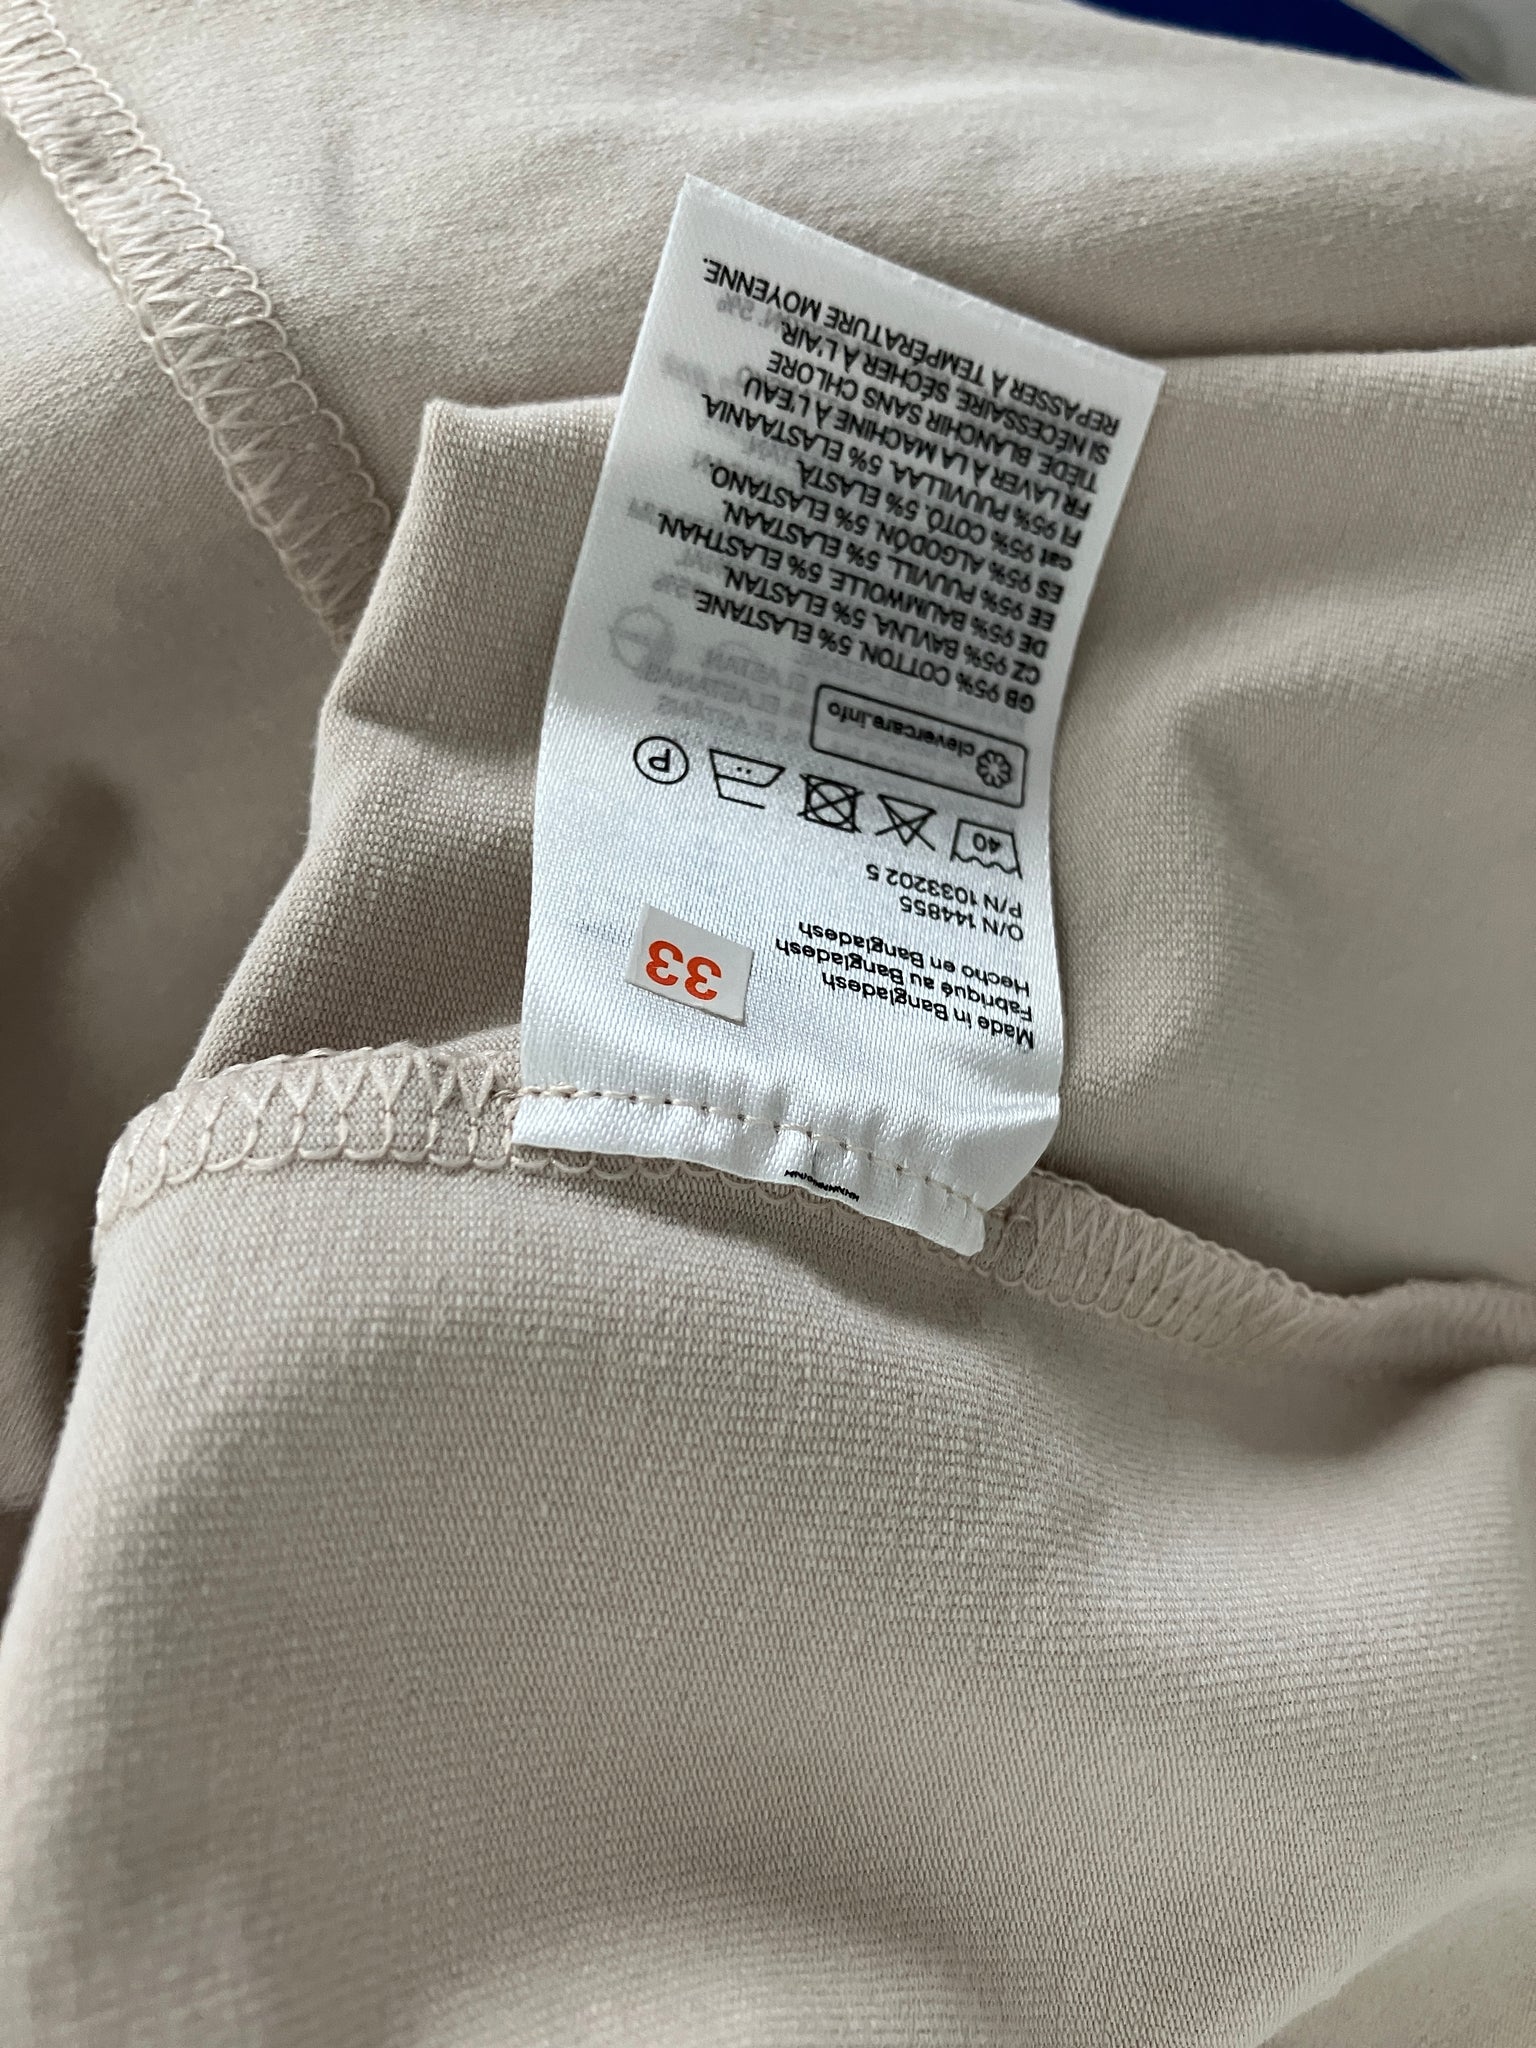 Made in Bangladesh
Fabriqué au Bangladesh
Hecho en Bangladesh
33
O/N 144855
P/N 1033202 5
40 P
clevercare.info
GB 95% COTTON. 5% ELASTANE.
CZ 95% BAVLNA. 5% ELASTAN.
DE 95% BAUMWOLLE. 5% ELASTHAN.
EE 95% PUUVILL. 5% ELASTAAN.
ES 95% ALGODÓN. 5% ELASTANO.
cat 95% COTÓ. 5% ELASTÀ.
FI 95% PUUVILLAA. 5% ELASTAANIA.
FR LAVER À LA MACHINE À L'EAU
TIÈDE. BLANCHIR SANS CHLORE
SI NÉCESSAIRE. SÉCHER À L'AIR.
REPASSER À TEMPÉRATURE MOYENNE.